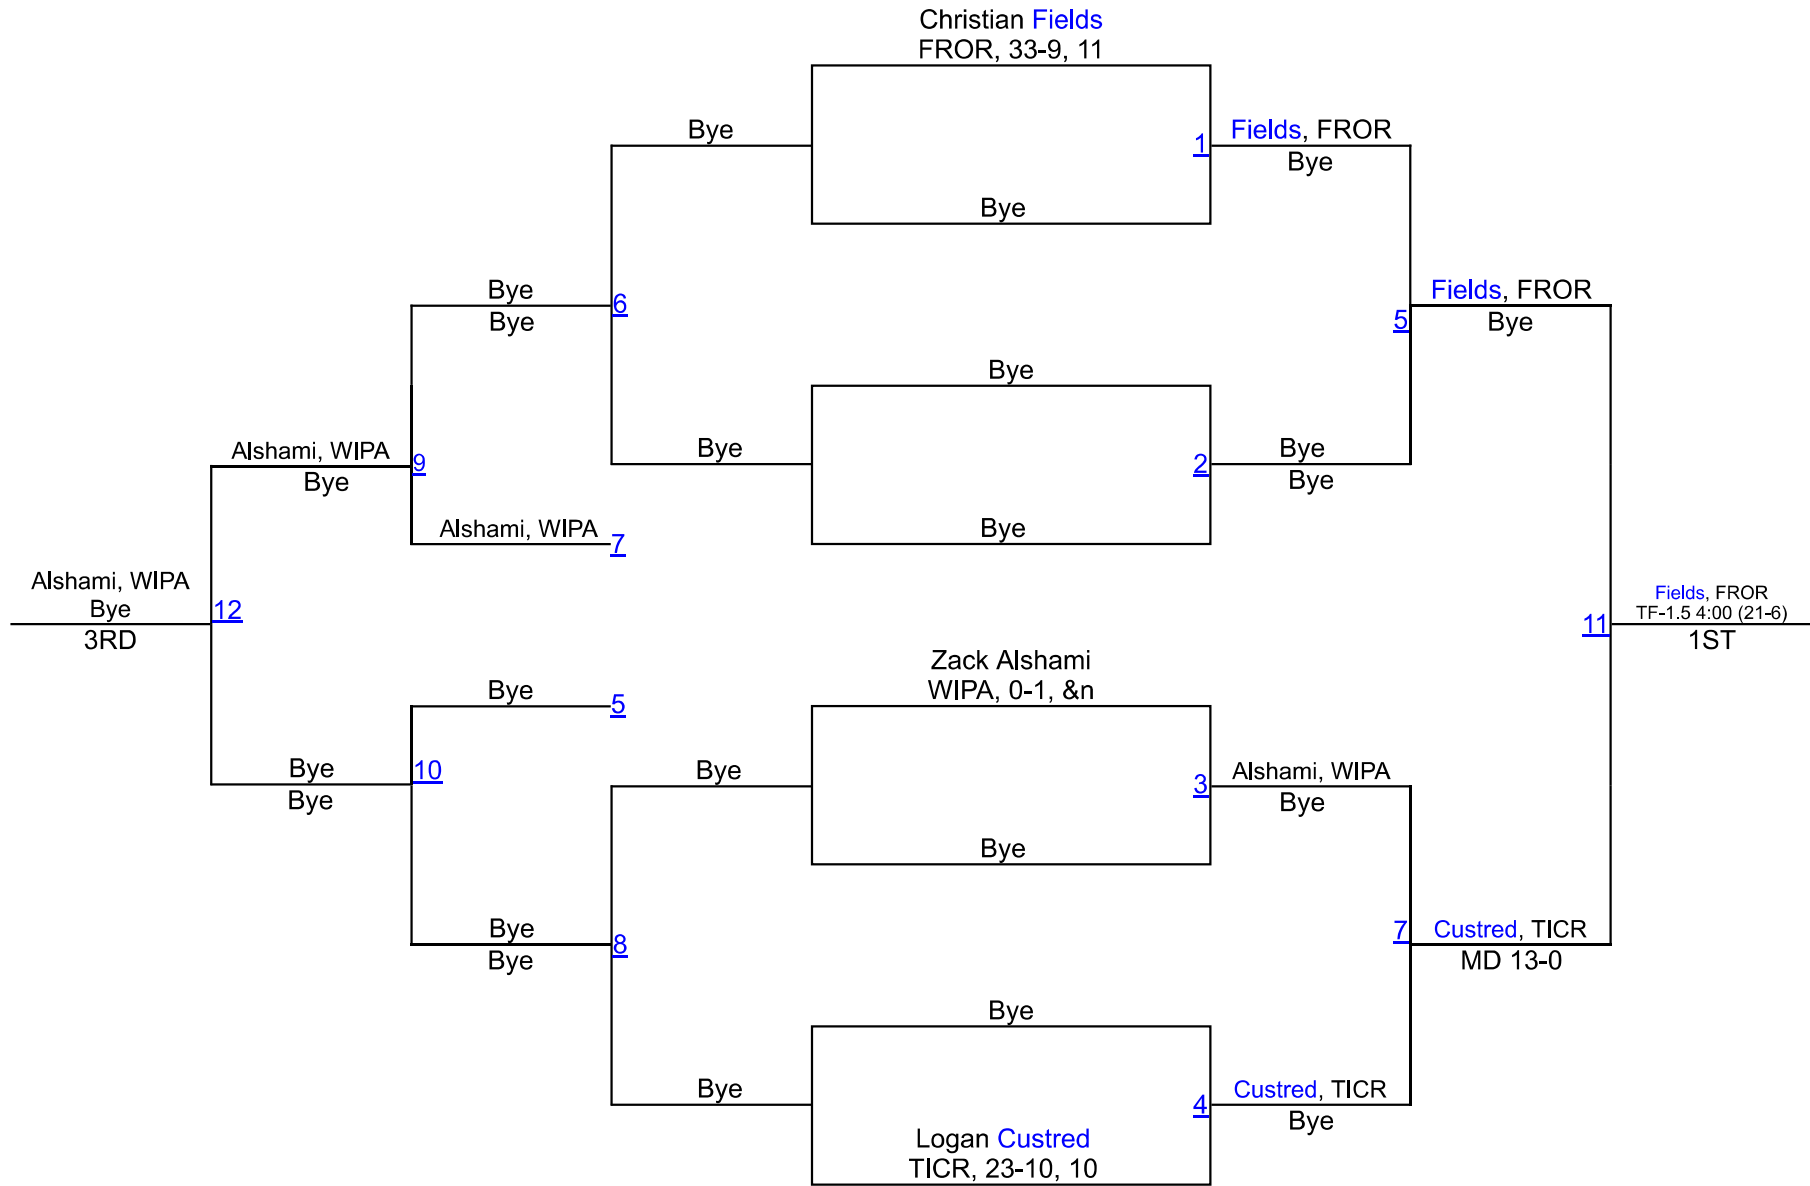 Christian Fields
FROR, 33-9, 11
Bye
1
Fields, FROR
Bye
Bye
Bye
Bye
6
Fields, FROR
5
Bye
Bye
Alshami, WIPA
Bye
9
Bye
2
Bye
Bye
Alshami, WIPA
7
Bye
Alshami, WIPA
Bye
12
3RD
Fields, FROR
TF-1.5 4:00 (21-6)
11
1ST
Zack Alshami
WIPA, 0-1, &n
Bye
5
Bye
Bye
10
Bye
3
Alshami, WIPA
Bye
Bye
Bye
Bye
8
7
Custred, TICR
MD 13-0
Bye
Bye
4
Custred, TICR
Bye
Logan Custred
TICR, 23-10, 10